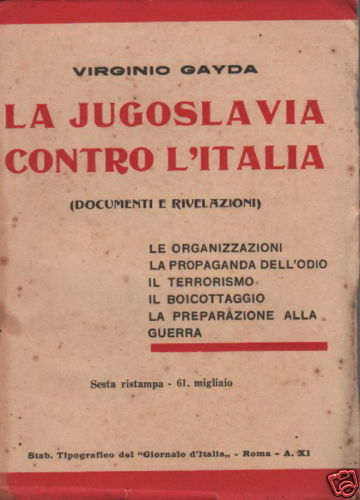 VIRGINIO GAYDA
LA JUGOSLAVIA
CONTRO L'ITALIA
(DOCUMENTI E RIVELAZIONI)
LE ORGANIZZAZIONI
LA PROPAGANDA DELL'ODIO
IL TERRORISMO
IL BOICOTTAGGIO
LA PREPARAZIONE ALLA
GUERRA
Sesta ristampa - 61. migliaio
Stab. Tipografico del "Giornale d'Italia„ - Roma - A. XI